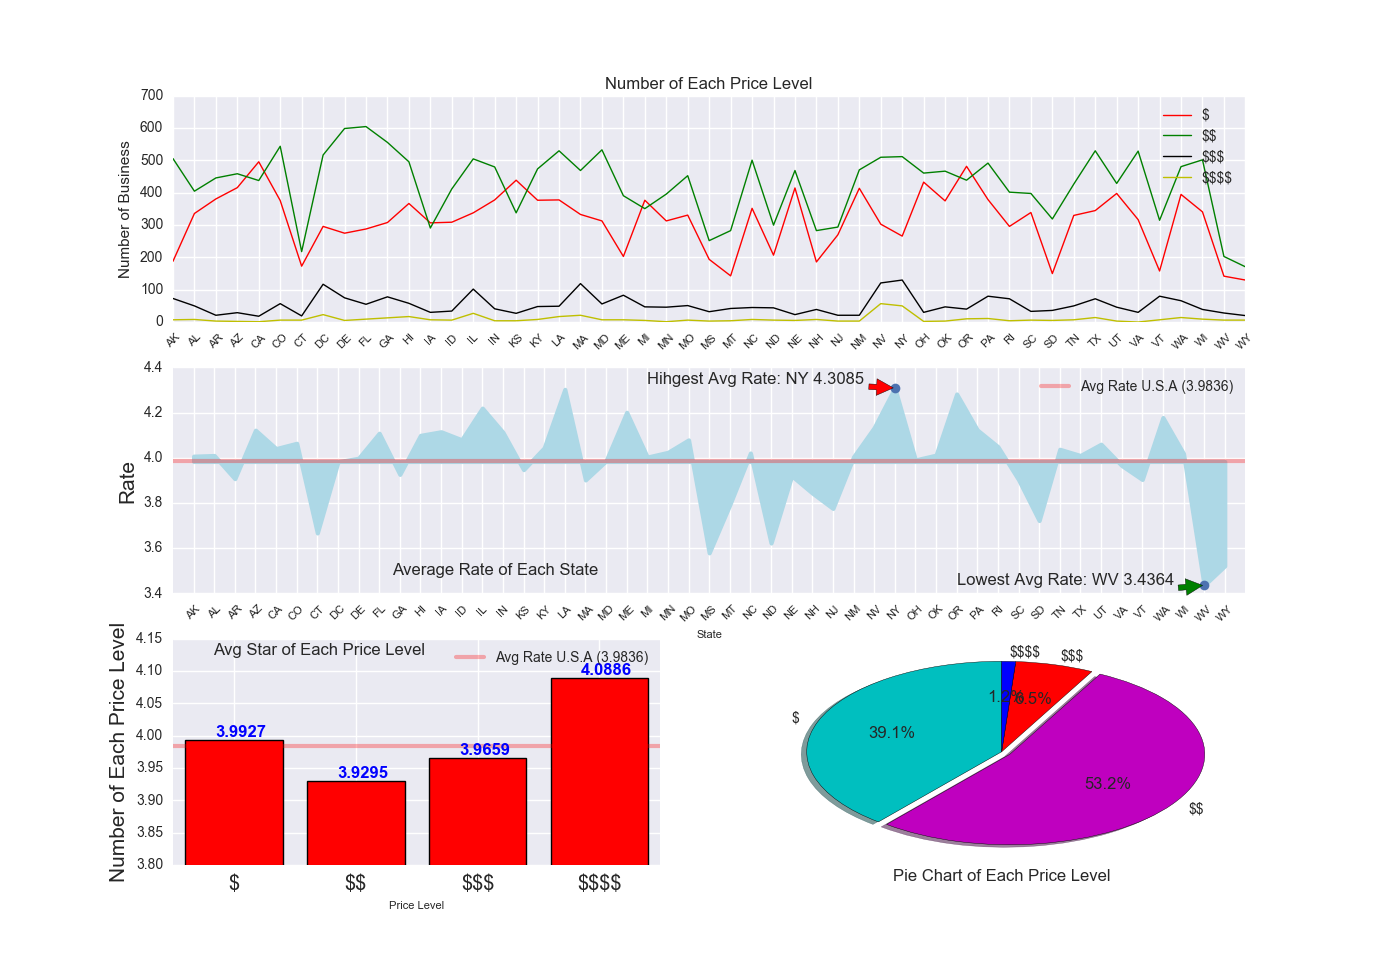 Number of Each Price Level
Number of Business
700
600
500
400
300
200
100
0
$
$$
$$$
$$$$
AK AL AR AZ CA CO CT DC DE FL GA HI IA ID IL IN KS KY LA MA MD ME MI MN MO MS MT NC ND NE NH NJ NM NV NY OH OK OR PA RI SC SD TN TX UT VA VT WA WI WV WY
Rate
4.4
4.2
4.0
3.8
3.6
3.4
Hihgest Avg Rate: NY 4.3085
Avg Rate U.S.A (3.9836)
Average Rate of Each State
Lowest Avg Rate: WV 3.4364
AK AL AR AZ CA CO CT DC DE FL GA HI IA ID IL IN KS KY LA MA MD ME MI MN MO MS MT NC ND NE NH NJ NM NV NY OH OK OR PA RI SC SD TN TX UT VA VT WA WI WV WY
State
Number of Each Price Level
4.15
4.10
4.05
4.00
3.95
3.90
3.85
3.80
Avg Star of Each Price Level
Avg Rate U.S.A (3.9836)
3.9927
3.9295
3.9659
4.0886
$ $$ $$$ $$$$
Price Level
$$$$
$$$
$
39.1%
53.2%
$$
Pie Chart of Each Price Level